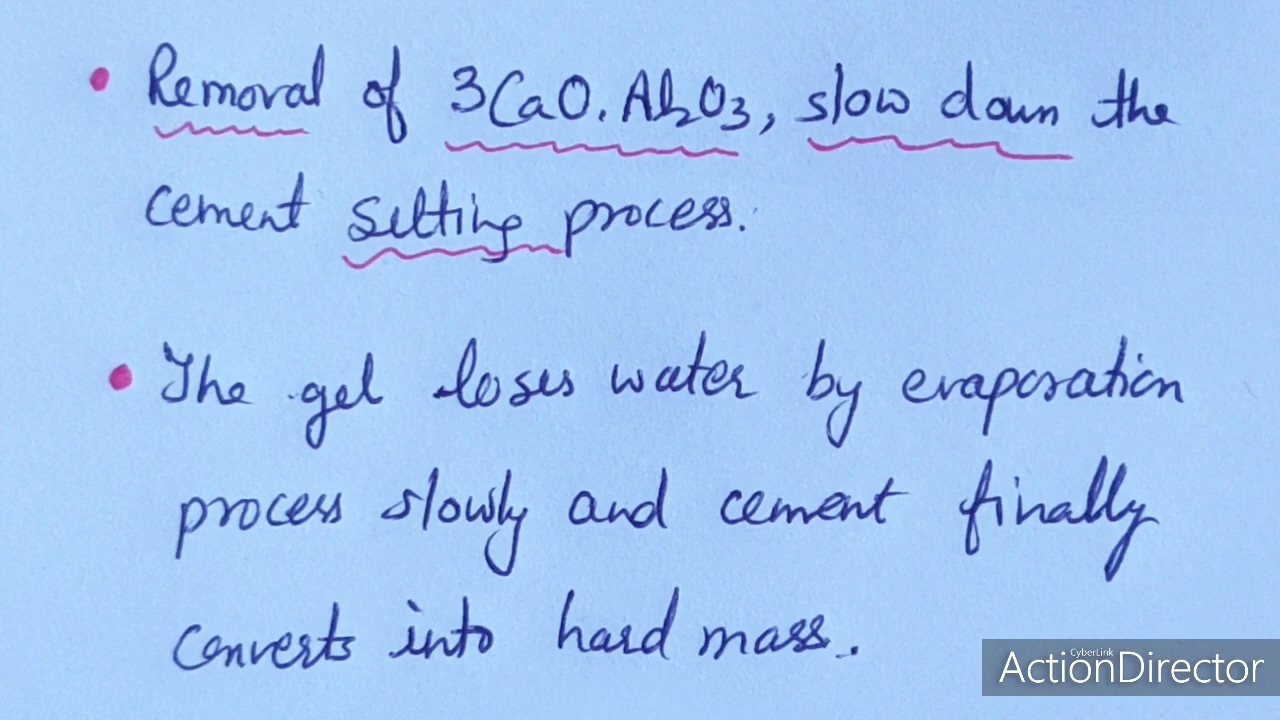 • Removal of 3CaO.Al2O3, slow down the
cement setting process.
• The gel loses water by evaporation
process slowly and cement finally
converts into hard mass.
CyberLink
ActionDirector